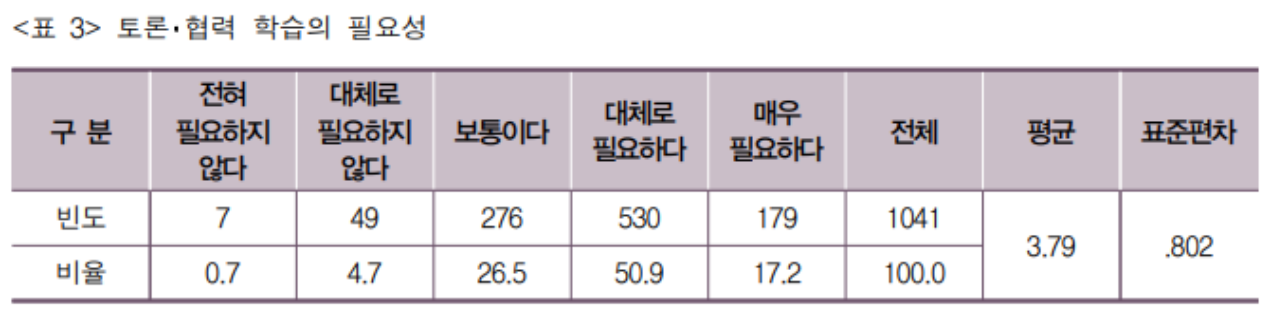 <표 3> 토론·협력 학습의 필요성
구 분 전혀 필요하지 않다 대체로 필요하지 않다 보통이다 대체로 필요하다 매우 필요하다 전체 평균 표준편차
빈도 7 49 276 530 179 1041 3.79 .802
비율 0.7 4.7 26.5 50.9 17.2 100.0